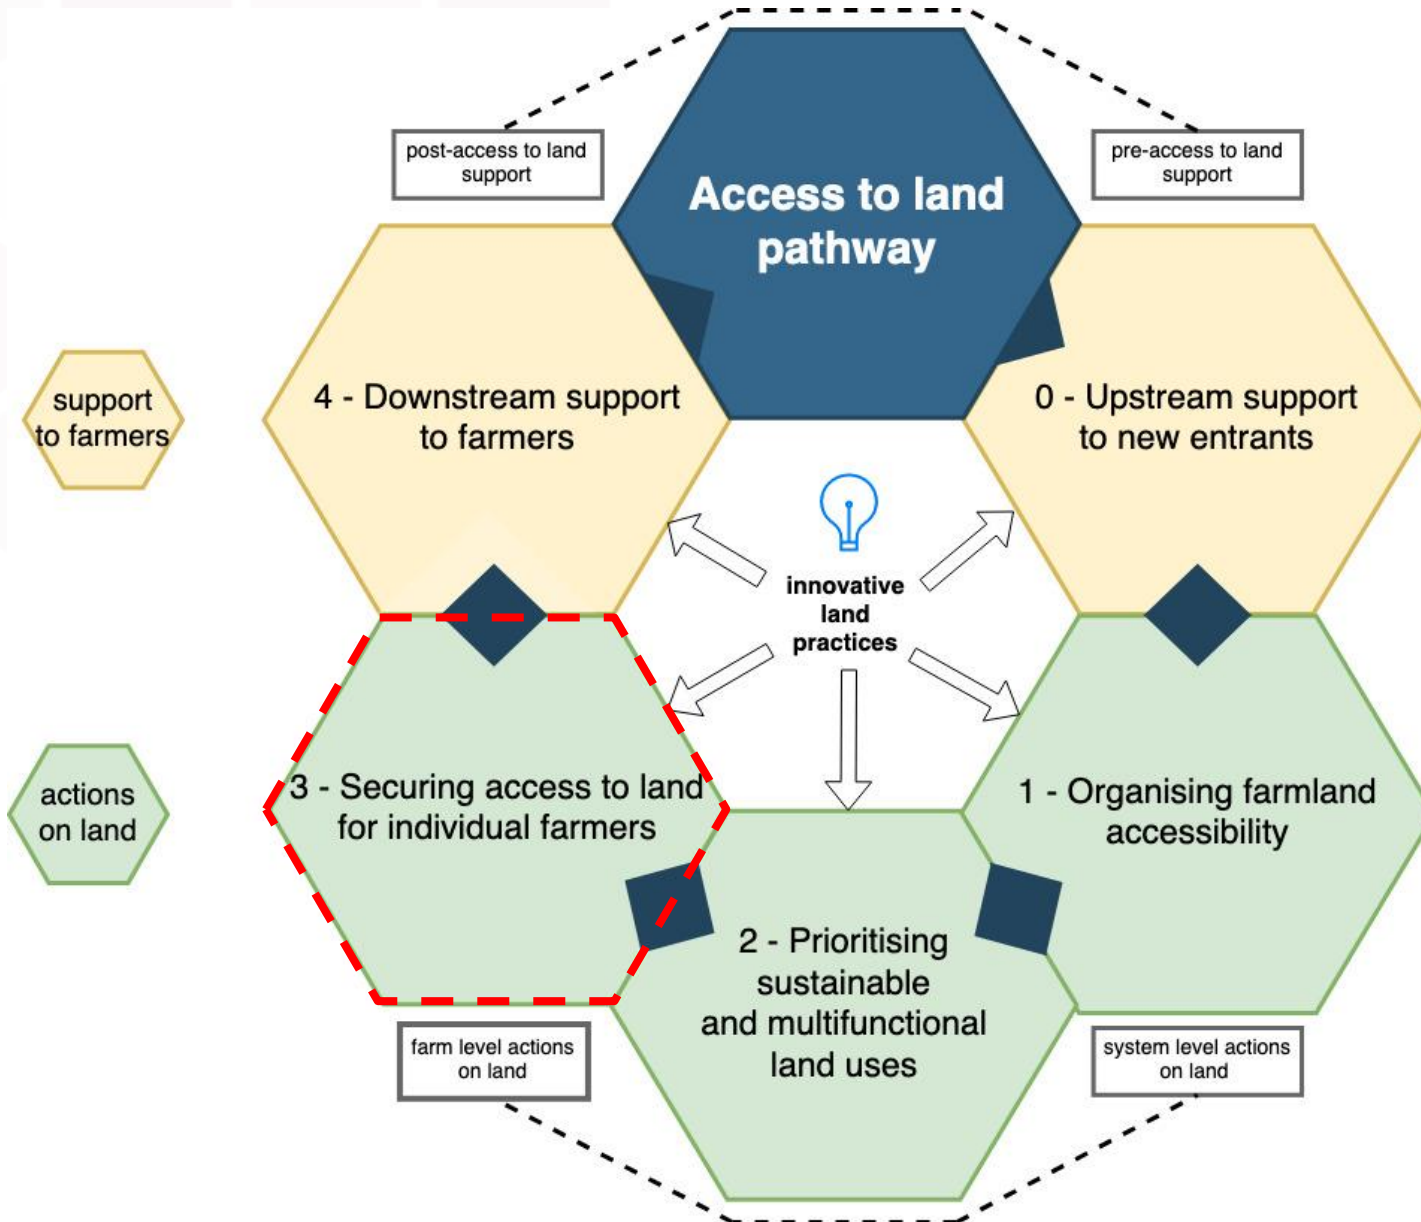 post-access to land
support
pre-access to land
support
Access to land
pathway
support
to farmers
4 - Downstream support
to farmers
0 - Upstream support
to new entrants
innovative
land
practices
actions
on land
3 - Securing access to land
for individual farmers
1 - Organising farmland
accessibility
2 - Prioritising
sustainable
and multifunctional
land uses
farm level actions
on land
system level actions
on land